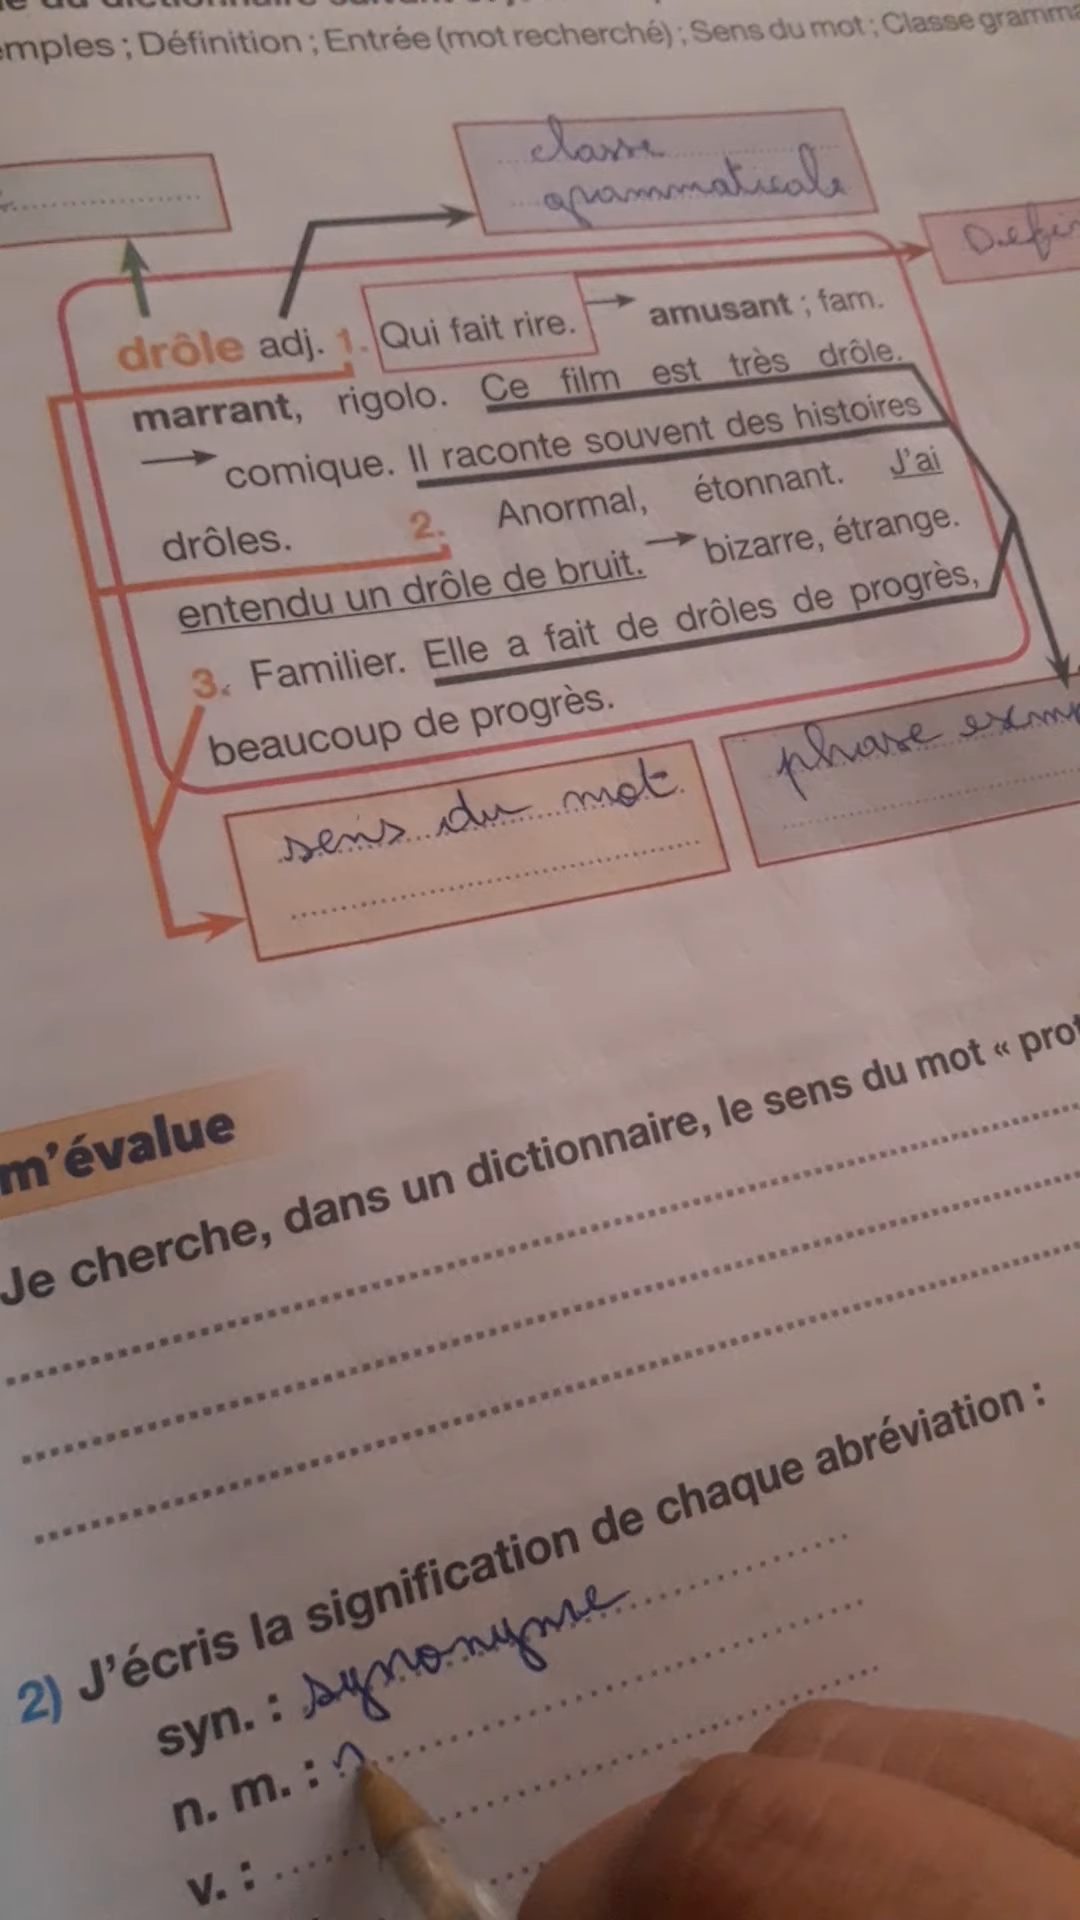 mples ; Définition ; Entrée (mot recherché) ; Sens du mot ; Classe gramma
classe
grammaticale
Defin
drôle adj. 1. Qui fait rire. → amusant ; fam.
marrant, rigolo. Ce film est très drôle.
→ comique. Il raconte souvent des histoires
drôles. 2. Anormal, étonnant. J'ai
entendu un drôle de bruit. → bizarre, étrange.
3. Familier. Elle a fait de drôles de progrès,
beaucoup de progrès.
sens du mot
phrase exemp
m'évalue
Je cherche, dans un dictionnaire, le sens du mot « pro
2) J'écris la signification de chaque abréviation :
syn. : synonyme
n. m. : n
v. :